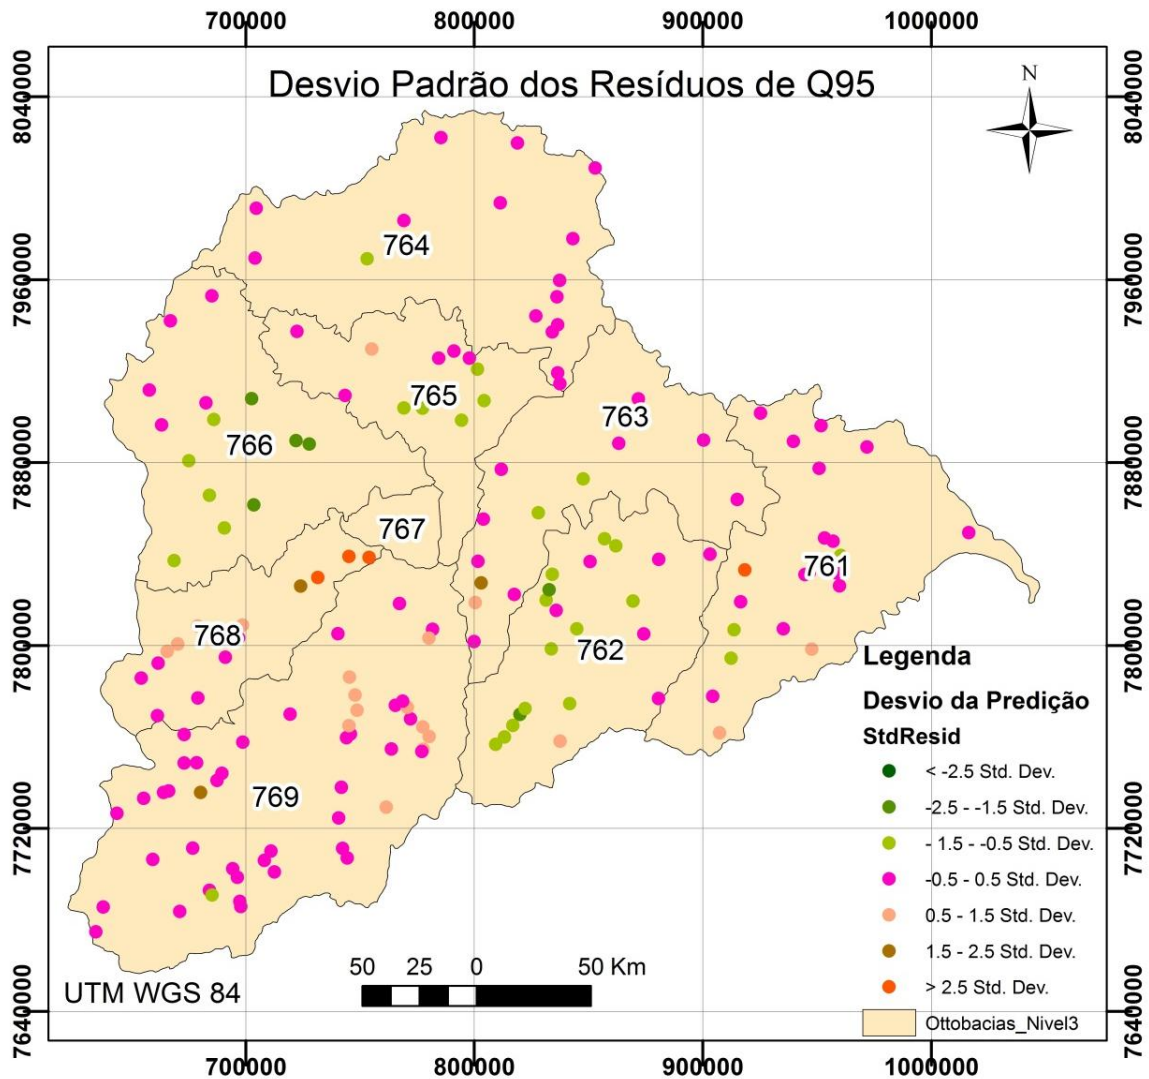 700000 800000 900000 1000000
Desvio Padrão dos Resíduos de Q95
N
8040000 8040000
764
7960000 7960000
765
763
766
7880000 7880000
767
761
768
762
7800000 7800000
Legenda
Desvio da Predição
StdResid
< -2.5 Std. Dev.
-2.5 - -1.5 Std. Dev.
- 1.5 - -0.5 Std. Dev.
-0.5 - 0.5 Std. Dev.
0.5 - 1.5 Std. Dev.
1.5 - 2.5 Std. Dev.
> 2.5 Std. Dev.
Ottobacias_Nivel3
769
7720000 7720000
50 25 0 50 Km
UTM WGS 84
7640000 7640000
700000 800000 900000 1000000